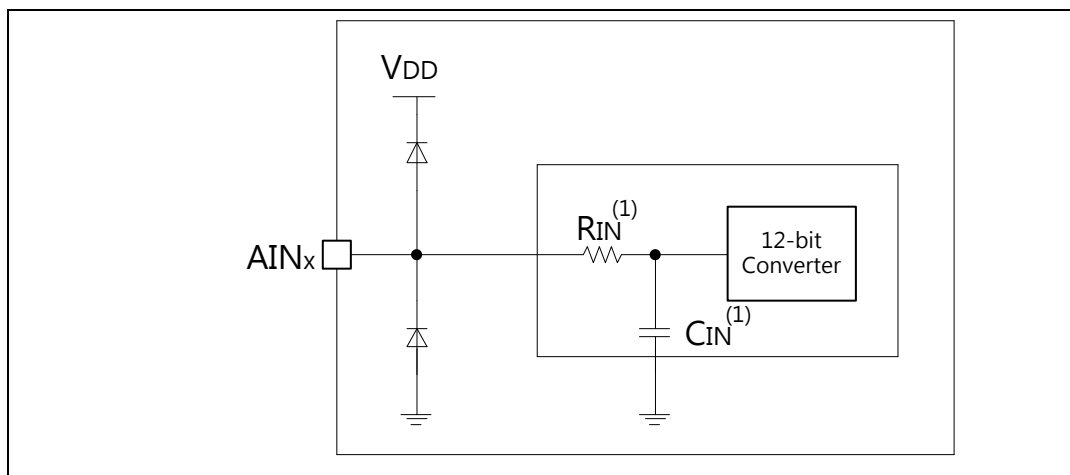 VDD
RIN(1)
12-bit
Converter
AINx
CIN(1)